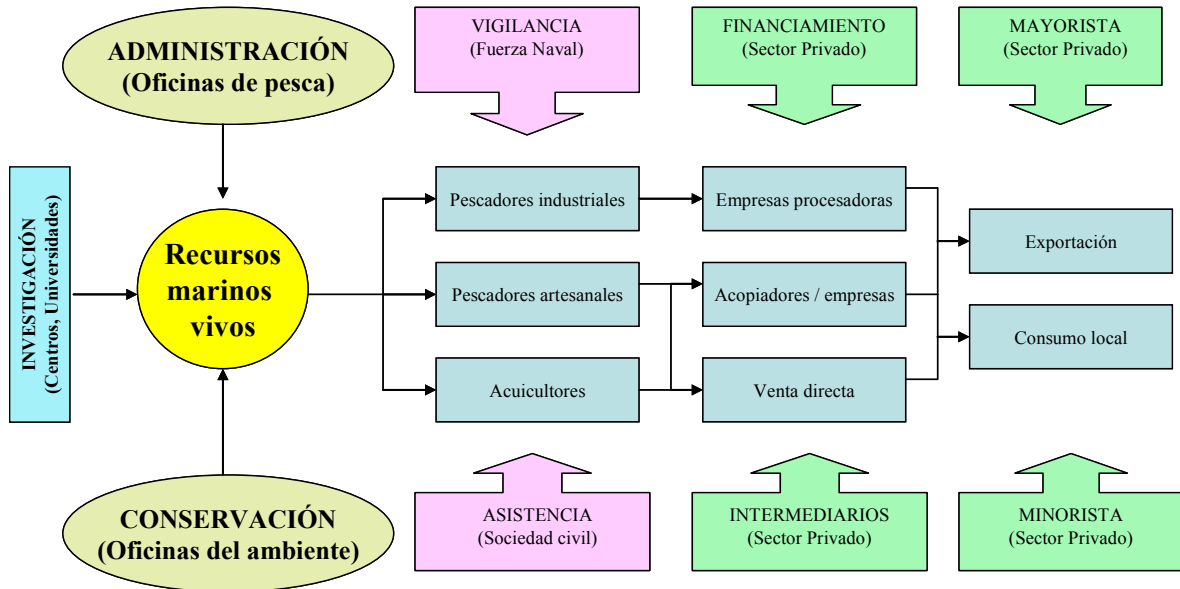 ADMINISTRACIÓN
(Oficinas de pesca)
VIGILANCIA
(Fuerza Naval)
FINANCIAMIENTO
(Sector Privado)
MAYORISTA
(Sector Privado)
INVESTIGACIÓN
(Centros, Universidades)
Recursos
marinos
vivos
Pescadores industriales
Empresas procesadoras
Exportación
Pescadores artesanales
Acopiadores / empresas
Consumo local
Acuicultores
Venta directa
CONSERVACIÓN
(Oficinas del ambiente)
ASISTENCIA
(Sociedad civil)
INTERMEDIARIOS
(Sector Privado)
MINORISTA
(Sector Privado)